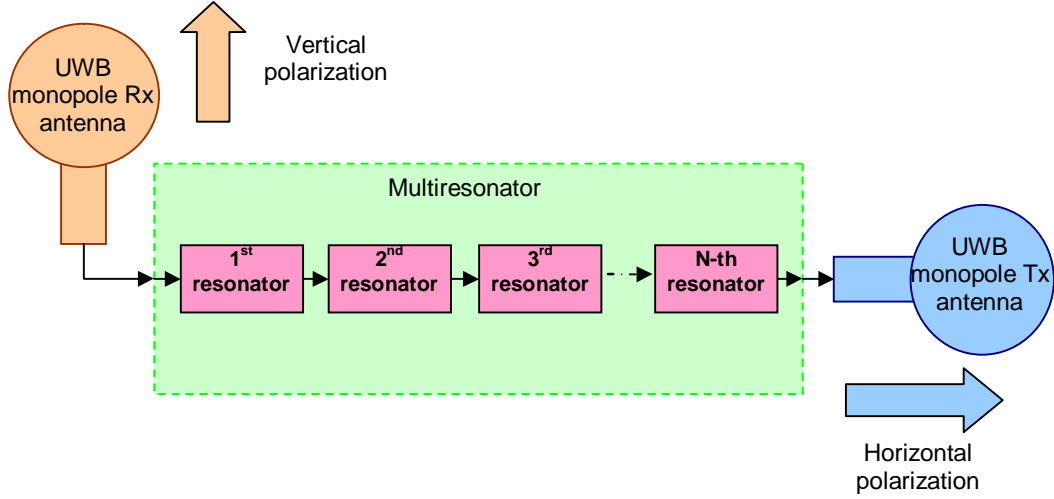 UWB
monopole Rx
antenna
Vertical
polarization
Multiresonator
1st
resonator
2nd
resonator
3rd
resonator
N-th
resonator
UWB
monopole Tx
antenna
Horizontal
polarization